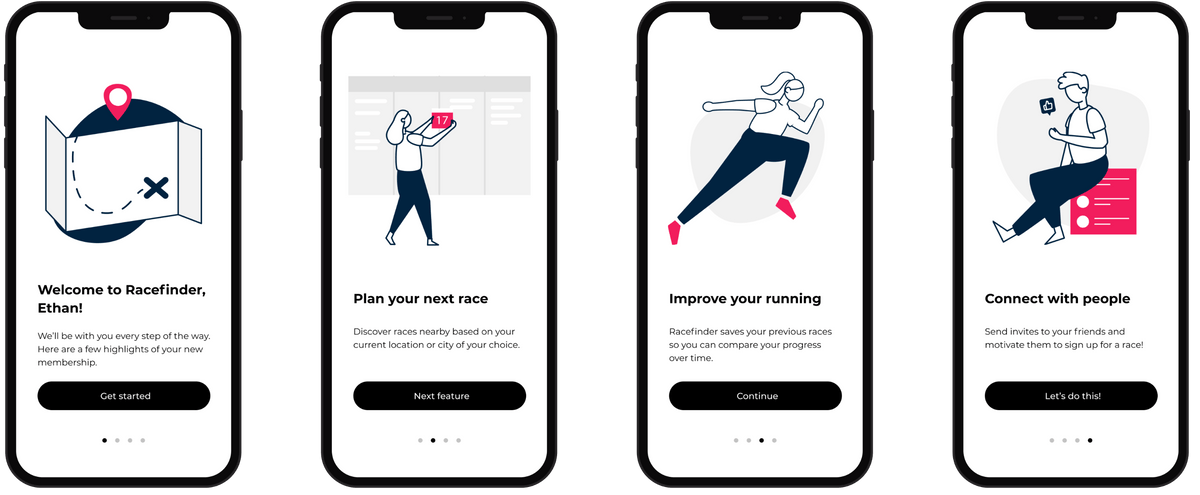 Welcome to Racefinder,
Ethan!
We'll be with you every step of the way.
Here are a few highlights of your new
membership.
Get started
17
Plan your next race
Discover races nearby based on your
current location or city of your choice.
Next feature
Improve your running
Racefinder saves your previous races
so you can compare your progress
over time.
Continue
Connect with people
Send invites to your friends and
motivate them to sign up for a race!
Let's do this!